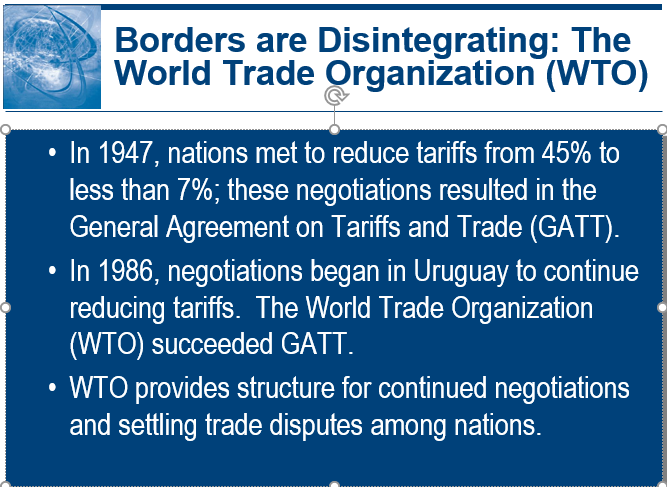 Borders are Disintegrating: The
World Trade Organization (WTO)
• In 1947, nations met to reduce tariffs from 45% to
less than 7%; these negotiations resulted in the
General Agreement on Tariffs and Trade (GATT).
• In 1986, negotiations began in Uruguay to continue
reducing tariffs.  The World Trade Organization
(WTO) succeeded GATT.
• WTO provides structure for continued negotiations
and settling trade disputes among nations.